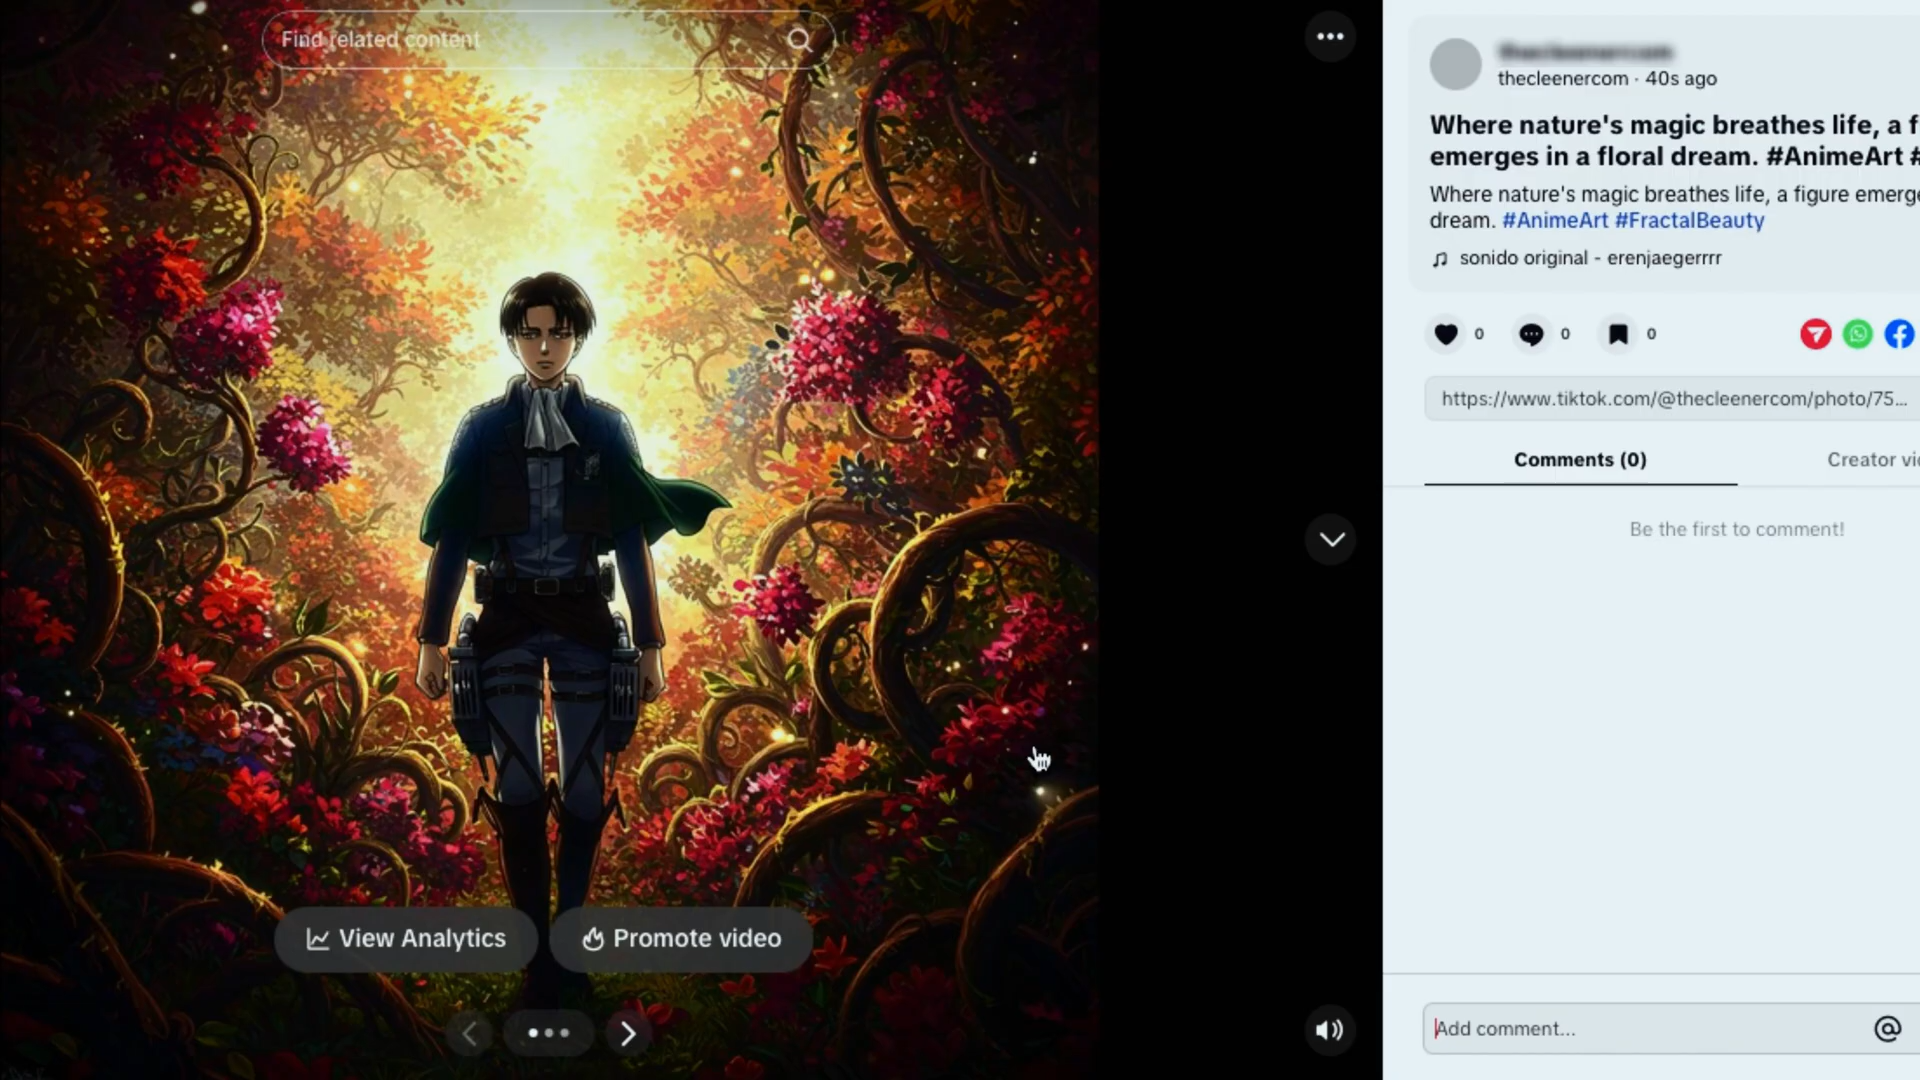 Find related content
thecleenercom · 40s ago
Where nature's magic breathes life, a f
emerges in a floral dream. #AnimeArt #
Where nature's magic breathes life, a figure emerge
dream. #AnimeArt #FractalBeauty
sonido original - erenjaegerrrr
0 0 0
https://www.tiktok.com/@thecleenercom/photo/75...
Comments (0) Creator vi
Be the first to comment!
View Analytics Promote video
Add comment...